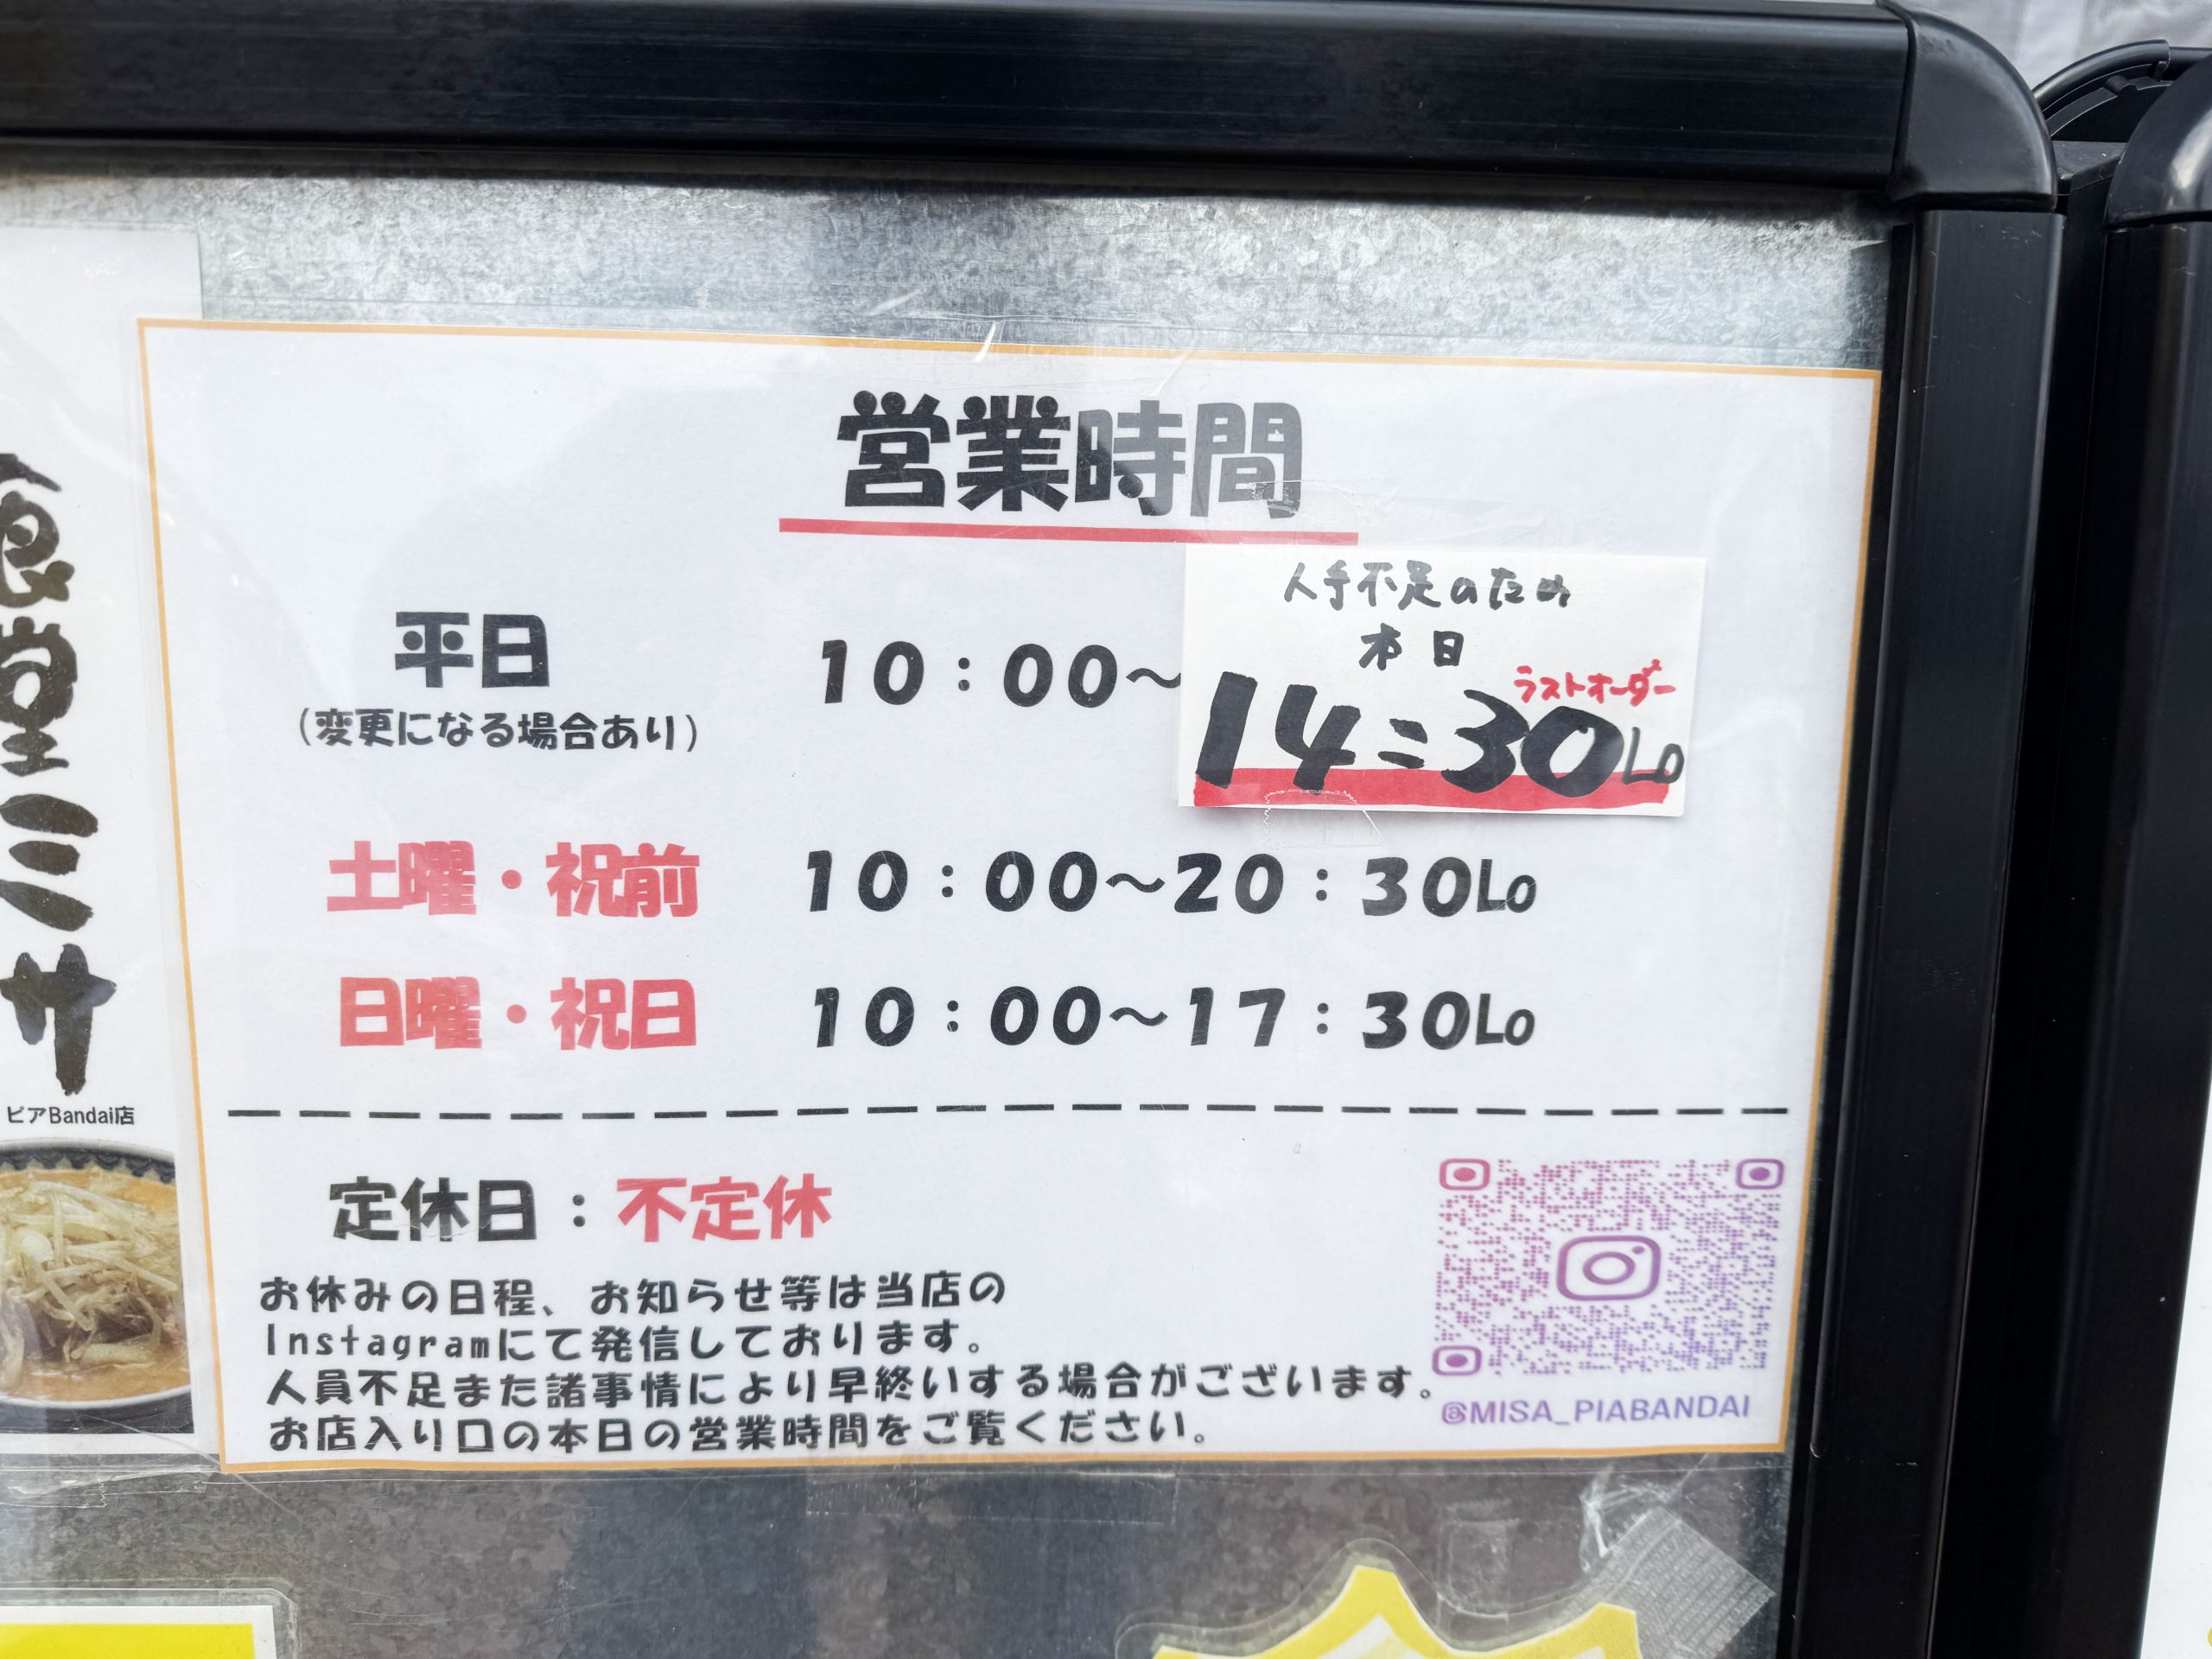 食堂ミサ
ピアBandai店
営業時間
平日
(変更になる場合あり)
10:00～
人手不足のため
本日
ラストオーダー
14:30Lo
土曜・祝前 10:00～20:30Lo
日曜・祝日 10:00～17:30Lo
定休日:不定休
お休みの日程、お知らせ等は当店の
Instagramにて発信しております。
人員不足また諸事情により早終いする場合がございます。
お店入り口の本日の営業時間をご覧ください。
@MISA_PIABANDAI